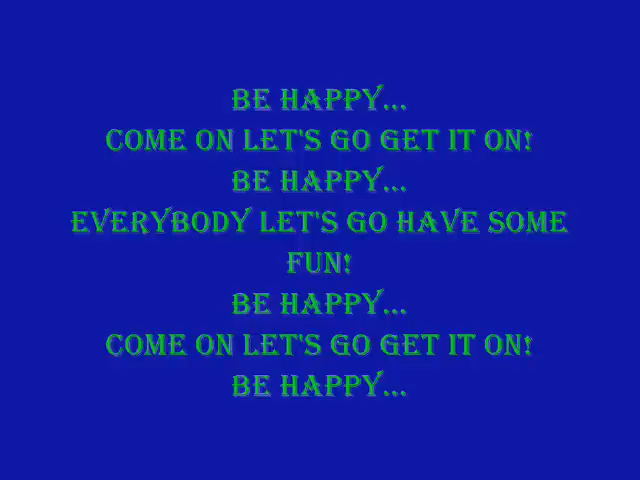 BE HAPPY...
COME ON LET'S GO GET IT ON!
BE HAPPY...
EVERYBODY LET'S GO HAVE SOME
FUN!
BE HAPPY...
COME ON LET'S GO GET IT ON!
BE HAPPY...